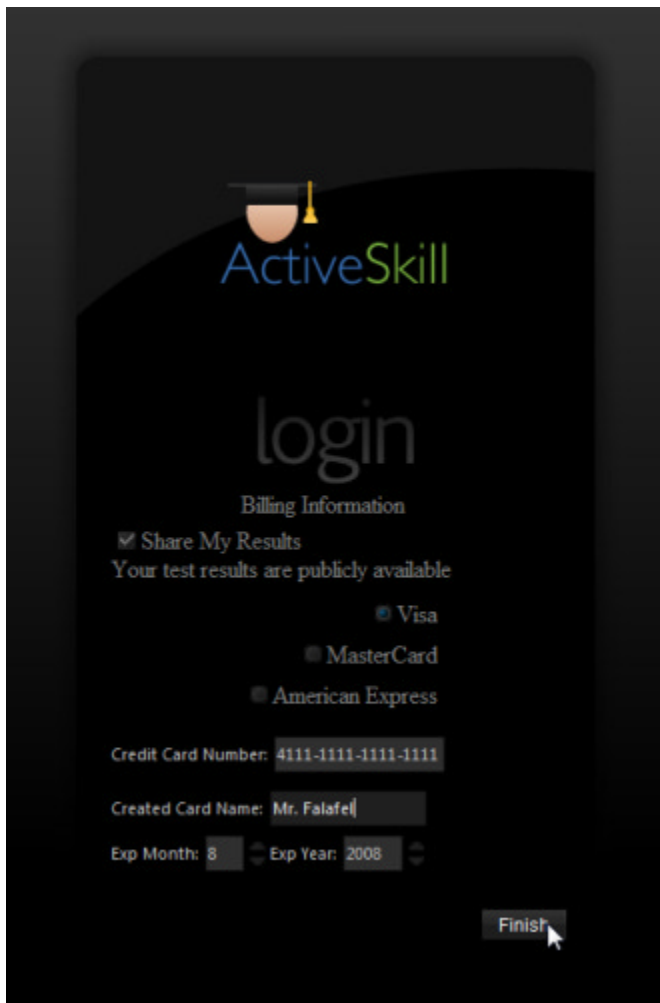 ActiveSkill
login
Billing Information
Share My Results
Your test results are publicly available
Visa
MasterCard
American Express
Credit Card Number: 4111-1111-1111-1111
Created Card Name: Mr. Falafel
Exp Month: 8 Exp Year: 2008
Finish